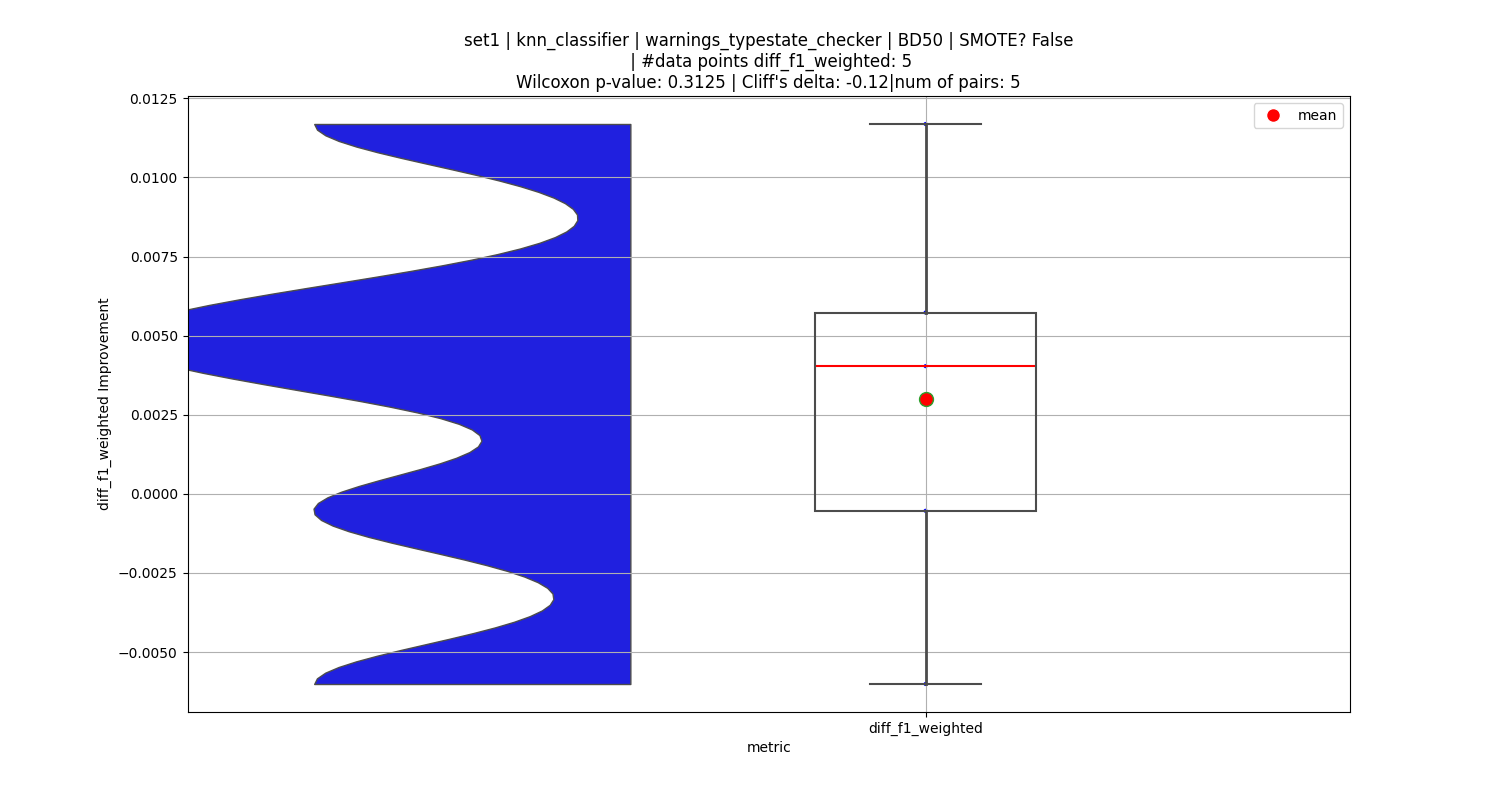 set1 | knn_classifier | warnings_typestate_checker | BD50 | SMOTE? False
| #data points diff_f1_weighted: 5
Wilcoxon p-value: 0.3125 | Cliff's delta: -0.12|num of pairs: 5
mean
0.0125
0.0100
0.0075
0.0050
0.0025
0.0000
−0.0025
−0.0050
diff_f1_weighted Improvement
diff_f1_weighted
metric